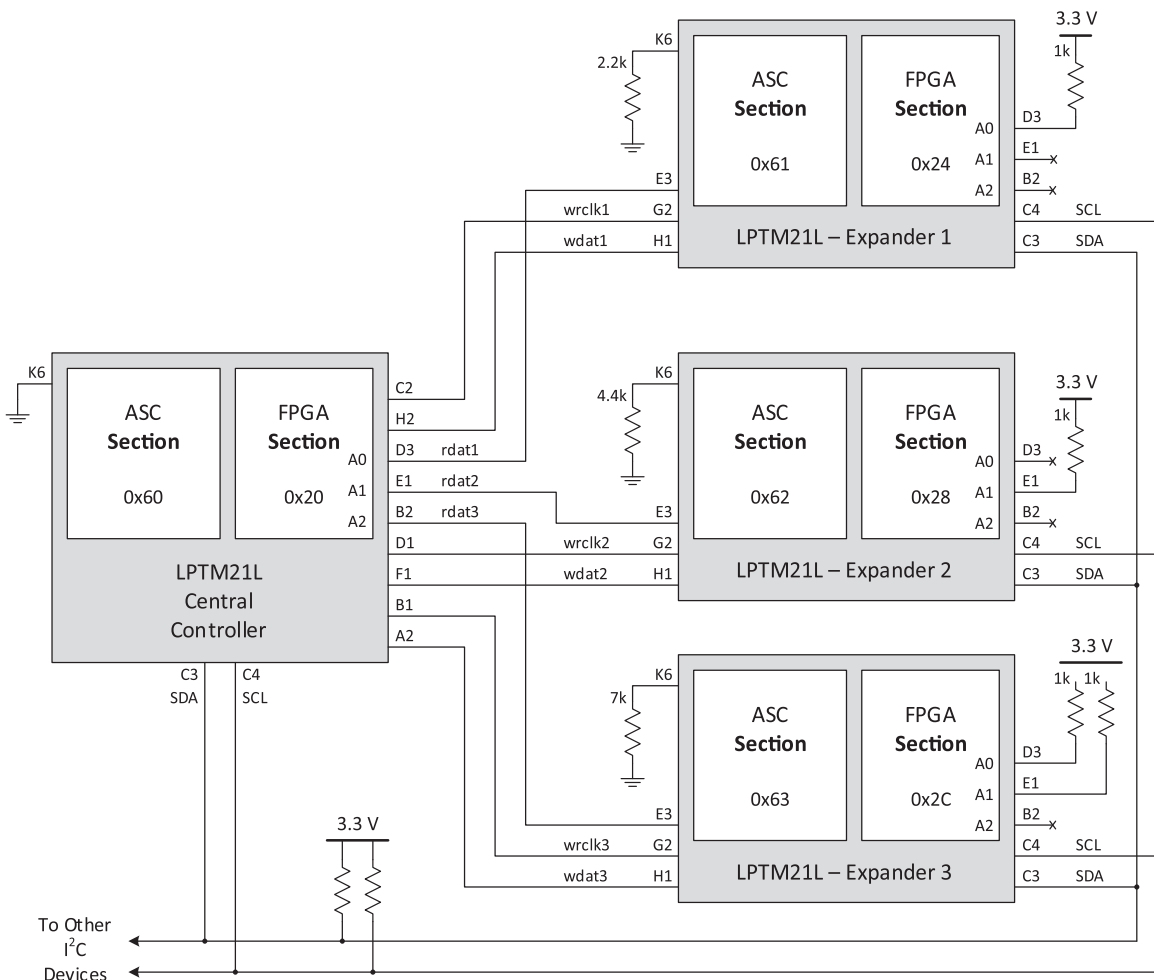 3.3 V
1k
K6
2.2k
ASC
Section
0x61
FPGA
Section
0x24
A0
A1
A2
D3
E1
B2
C4 SCL
C3 SDA
E3
wrclk1 G2
wdat1 H1
LPTM21L – Expander 1
K6
ASC
Section
0x60
FPGA
Section
0x20
A0
A1
A2
LPTM21L
Central
Controller
C2
H2
D3 rdat1
E1 rdat2
B2 rdat3
D1
F1
B1
A2
C3
SDA
C4
SCL
K6
4.4k
ASC
Section
0x62
FPGA
Section
0x28
A0
A1
A2
3.3 V
1k
D3
E1
B2
C4 SCL
C3 SDA
E3
wrclk2 G2
wdat2 H1
LPTM21L – Expander 2
K6
7k
ASC
Section
0x63
FPGA
Section
0x2C
A0
A1
A2
3.3 V
1k 1k
D3
E1
B2
C4 SCL
C3 SDA
E3
wrclk3 G2
wdat3 H1
LPTM21L – Expander 3
3.3 V
To Other
I²C
Devices